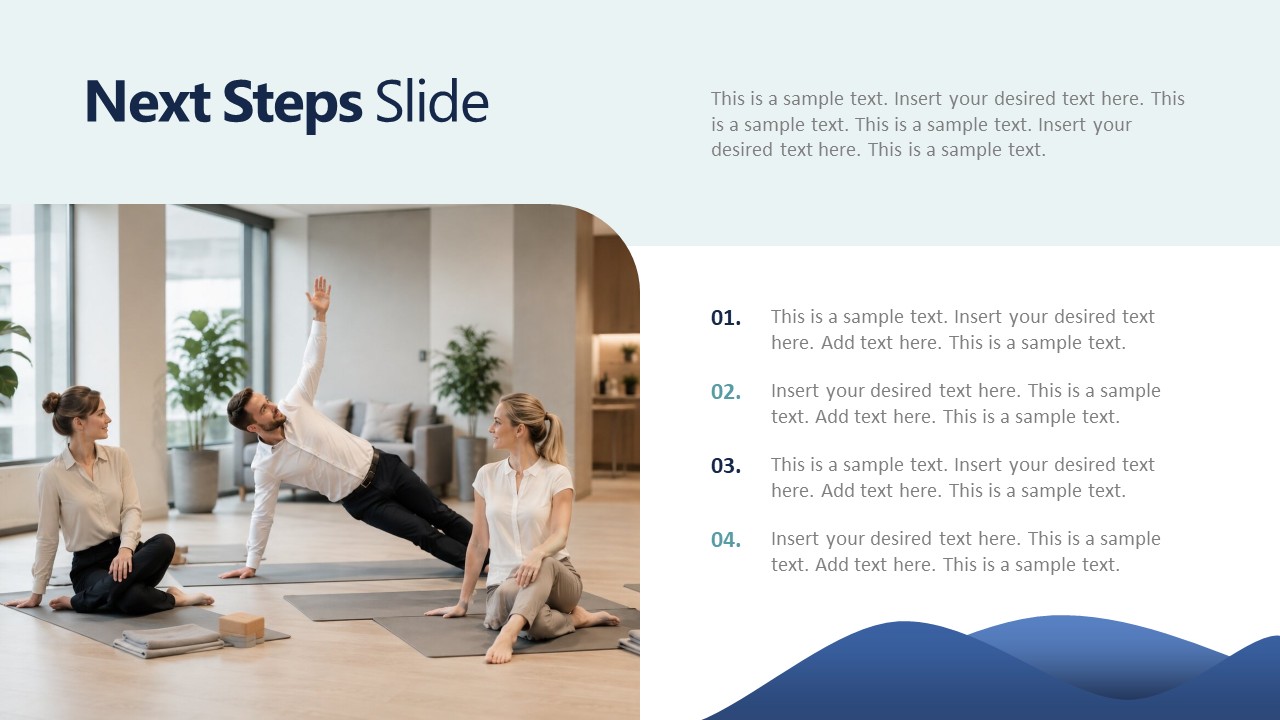 Next Steps Slide
This is a sample text. Insert your desired text here. This
is a sample text. This is a sample text. Insert your
desired text here. This is a sample text.
01. This is a sample text. Insert your desired text
here. Add text here. This is a sample text.
02. Insert your desired text here. This is a sample
text. Add text here. This is a sample text.
03. This is a sample text. Insert your desired text
here. Add text here. This is a sample text.
04. Insert your desired text here. This is a sample
text. Add text here. This is a sample text.